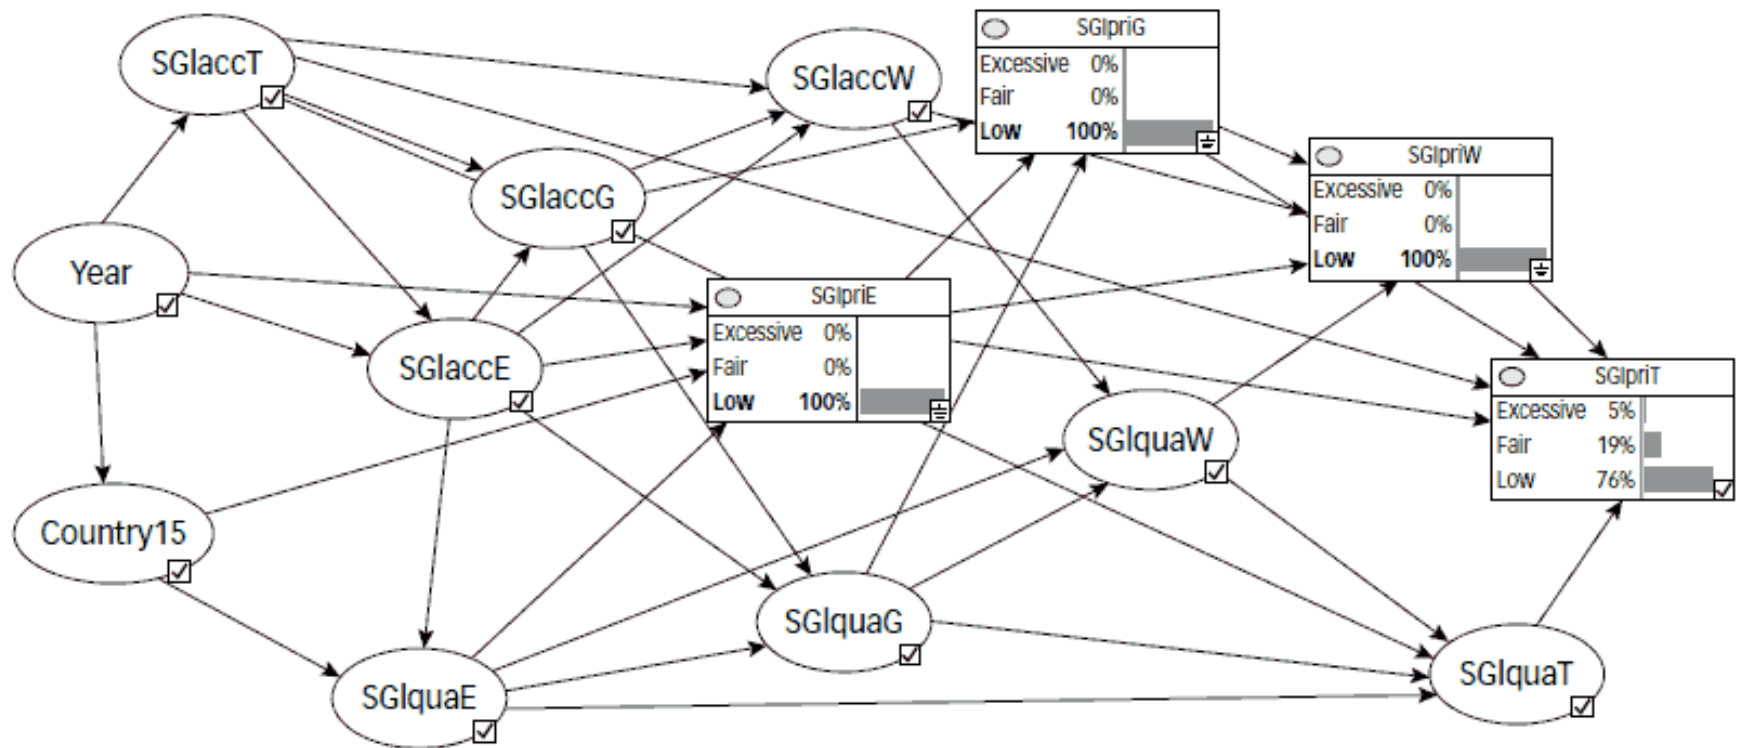 SGIpriG
SGIaccT
SGIaccW
Excessive 0%
Fair 0%
Low 100%
SGIpriW
SGIaccG
Excessive 0%
Fair 0%
Low 100%
Year
SGIpriE
Excessive 0%
Fair 0%
Low 100%
SGIaccE
SGIpriT
Excessive 5%
Fair 19%
Low 76%
SGIquaW
Country15
SGIquaG
SGIquaT
SGIquaE